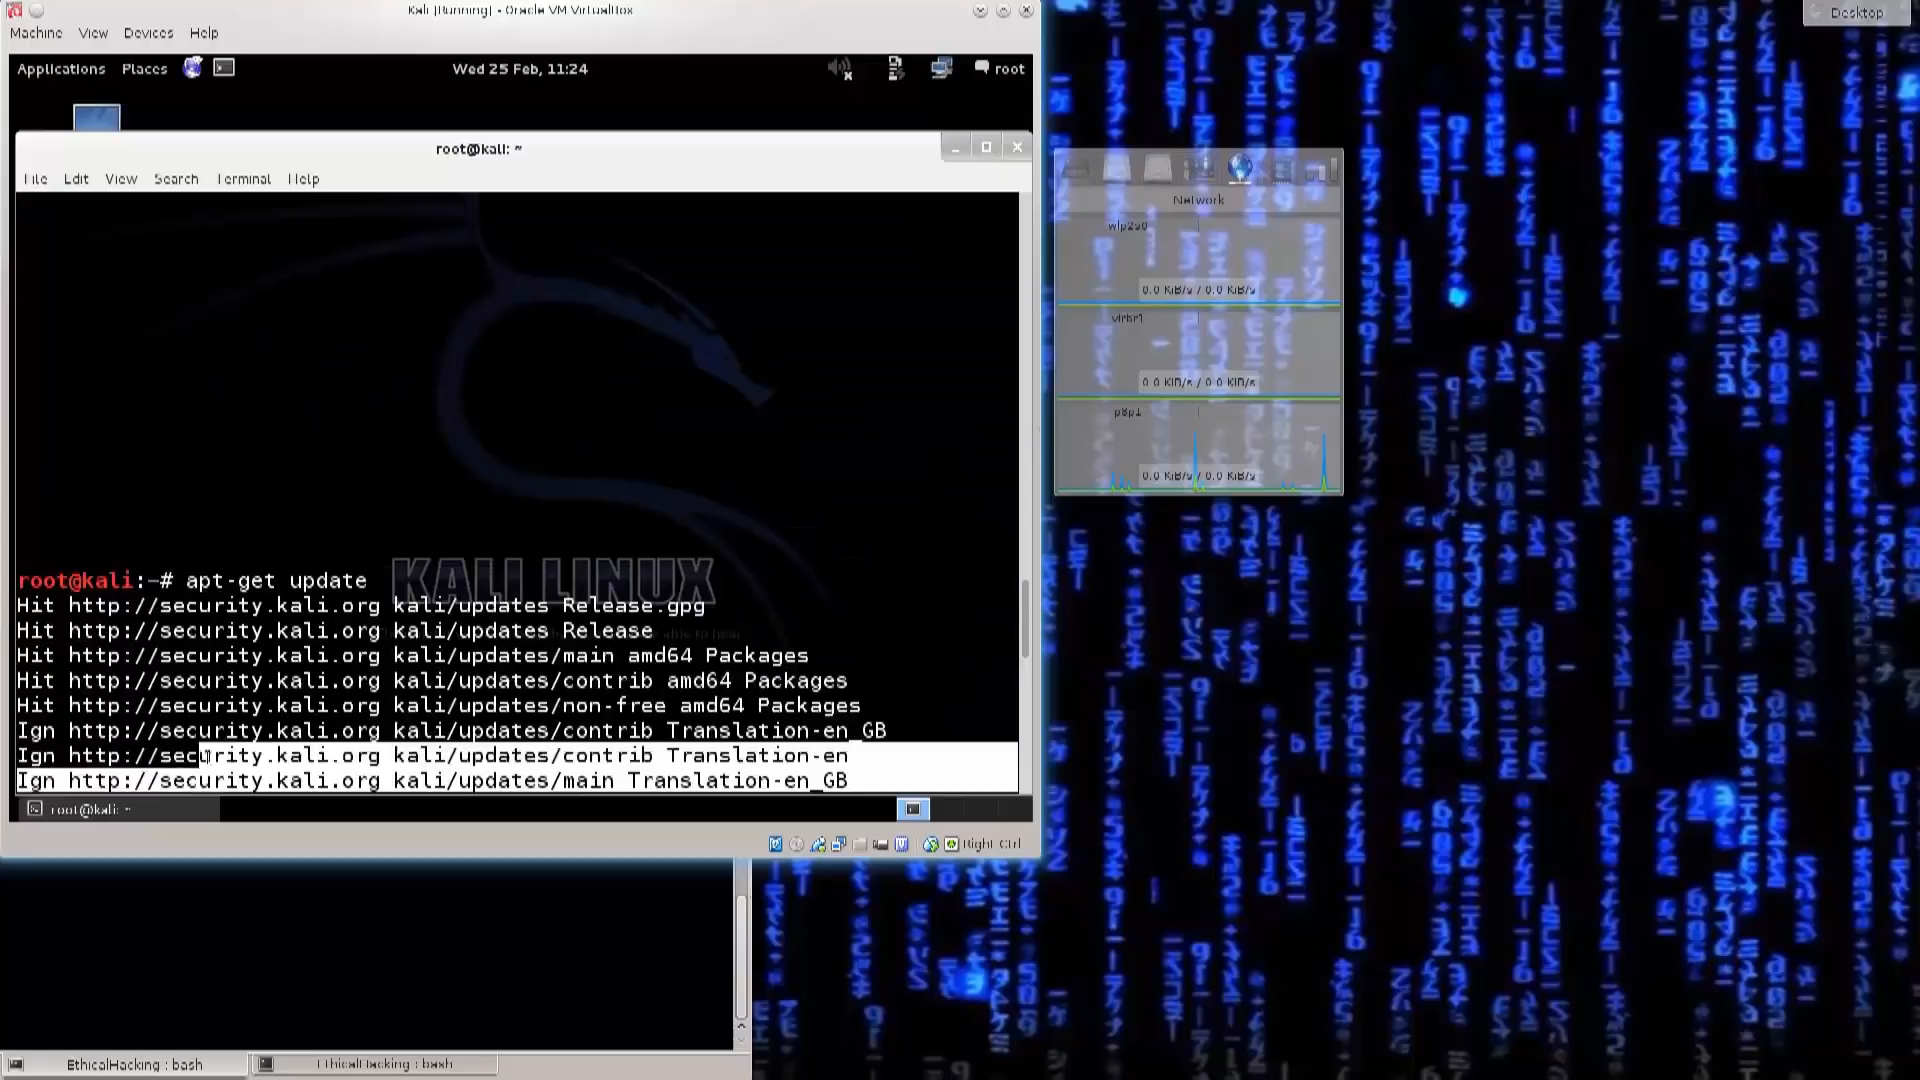 Kali [Running] - Oracle VM VirtualBox
Machine View Devices Help
Desktop
Applications Places
Wed 25 Feb, 11:24
root
root@kali: ~
File Edit View Search Terminal Help
Network
wlp2s0
0.0 KiB/s / 0.0 KiB/s
virbr1
0.0 KiB/s / 0.0 KiB/s
p8p1
0.0 KiB/s / 0.0 KiB/s
KALI LINUX
root@kali:~# apt-get update
Hit http://security.kali.org kali/updates Release.gpg
Hit http://security.kali.org kali/updates Release
Hit http://security.kali.org kali/updates/main amd64 Packages
Hit http://security.kali.org kali/updates/contrib amd64 Packages
Hit http://security.kali.org kali/updates/non-free amd64 Packages
Ign http://security.kali.org kali/updates/contrib Translation-en_GB
Ign http://security.kali.org kali/updates/contrib Translation-en
Ign http://security.kali.org kali/updates/main Translation-en_GB
root@kali: ~
Right Ctrl
EthicalHacking : bash
EthicalHacking : bash